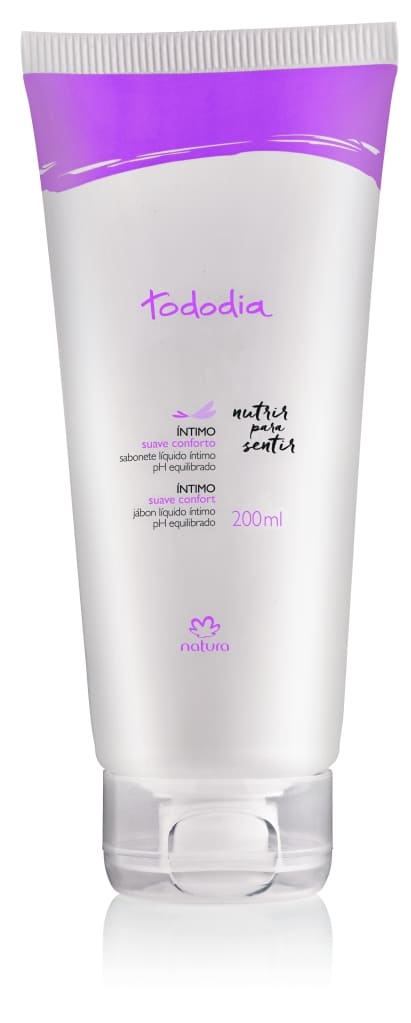 tododia
ÍNTIMO
suave conforto
sabonete líquido íntimo
pH equilibrado
nutrir
para
sentir
ÍNTIMO
suave confort
jábon líquido íntimo
pH equilibrado
200ml
natura